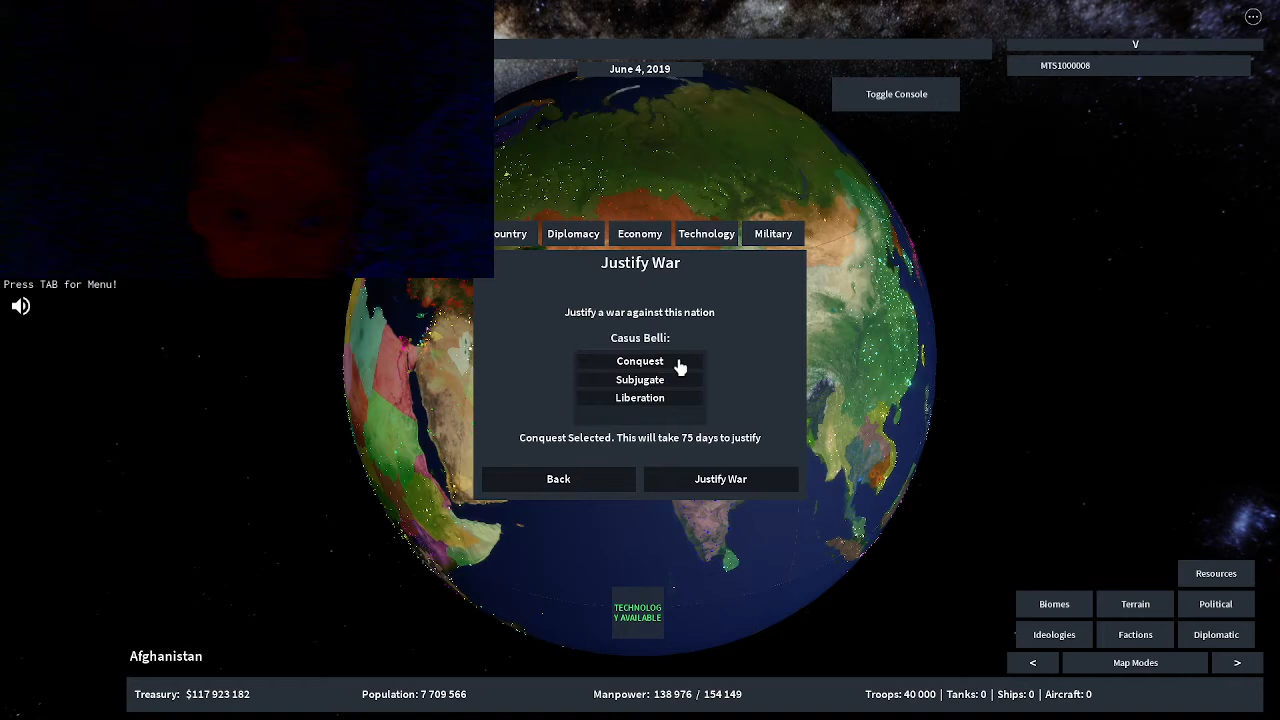 V
June 4, 2019
MTS1000008
Toggle Console
ountry
Diplomacy
Economy
Technology
Military
Justify War
Press TAB for Menu!
Justify a war against this nation
Casus Belli:
Conquest
Subjugate
Liberation
Conquest Selected. This will take 75 days to justify
Back
Justify War
Resources
TECHNOLOG
Y AVAILABLE
Biomes
Terrain
Political
Ideologies
Factions
Diplomatic
Afghanistan
<
Map Modes
>
Treasury: $117 923 182
Population: 7 709 566
Manpower: 138 976 / 154 149
Troops: 40 000 | Tanks: 0 | Ships: 0 | Aircraft: 0